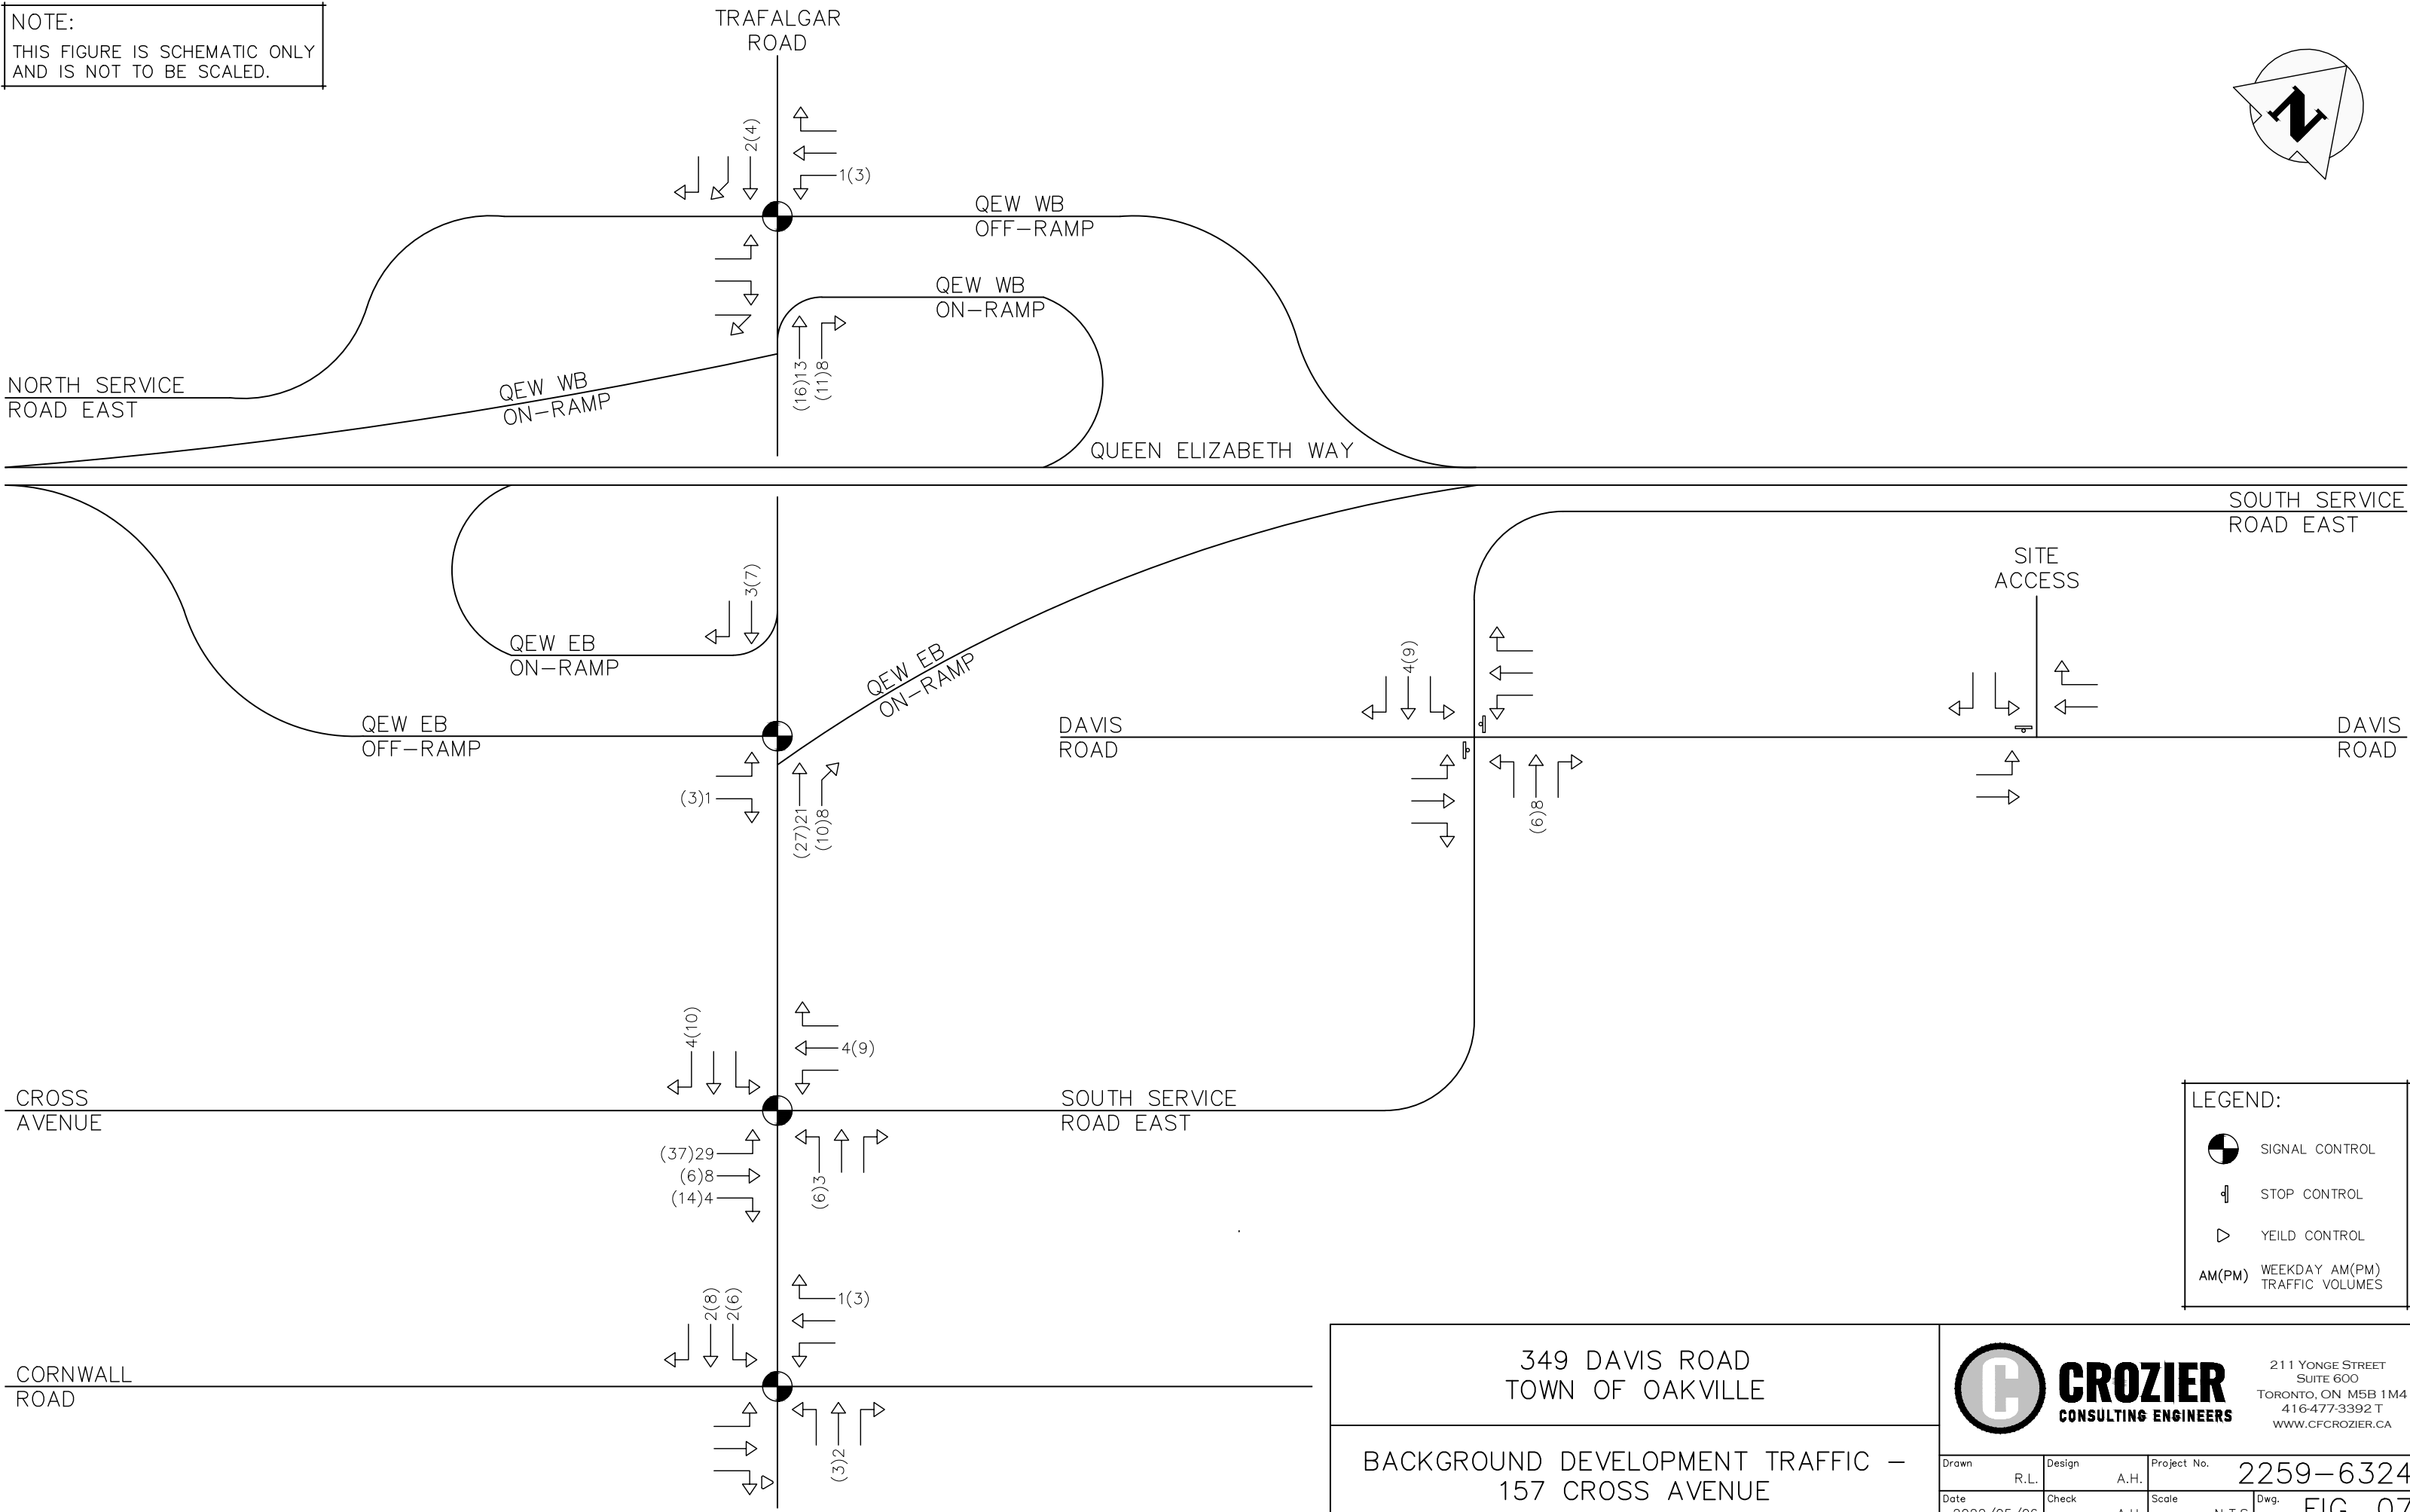 NOTE:
THIS FIGURE IS SCHEMATIC ONLY
AND IS NOT TO BE SCALED.
TRAFALGAR
ROAD
N
2(4)
1(3)
QEW WB
OFF-RAMP
QEW WB
ON-RAMP
(16)13
(11)8
NORTH SERVICE
ROAD EAST
QEW WB
ON-RAMP
QUEEN ELIZABETH WAY
SOUTH SERVICE
ROAD EAST
SITE
ACCESS
3(7)
QEW EB
ON-RAMP
QEW EB
ON-RAMP
4(9)
QEW EB
OFF-RAMP
DAVIS
ROAD
DAVIS
ROAD
(3)1
(27)21
(10)8
(6)8
4(10)
4(9)
CROSS
AVENUE
SOUTH SERVICE
ROAD EAST
(37)29
(6)8
(14)4
(6)3
LEGEND:
SIGNAL CONTROL
STOP CONTROL
YEILD CONTROL
AM(PM)
WEEKDAY AM(PM)
TRAFFIC VOLUMES
2(8)
2(6)
1(3)
CORNWALL
ROAD
(3)2
349 DAVIS ROAD
TOWN OF OAKVILLE
BACKGROUND DEVELOPMENT TRAFFIC –
157 CROSS AVENUE
C
CROZIER
CONSULTING ENGINEERS
211 YONGE STREET
SUITE 600
TORONTO, ON M5B 1M4
416-477-3392 T
WWW.CFCROZIER.CA
Drawn
R.L.
Design
A.H.
Project No.
2259-6324
Date
Check
Scale
Dwg.
FIG. 07